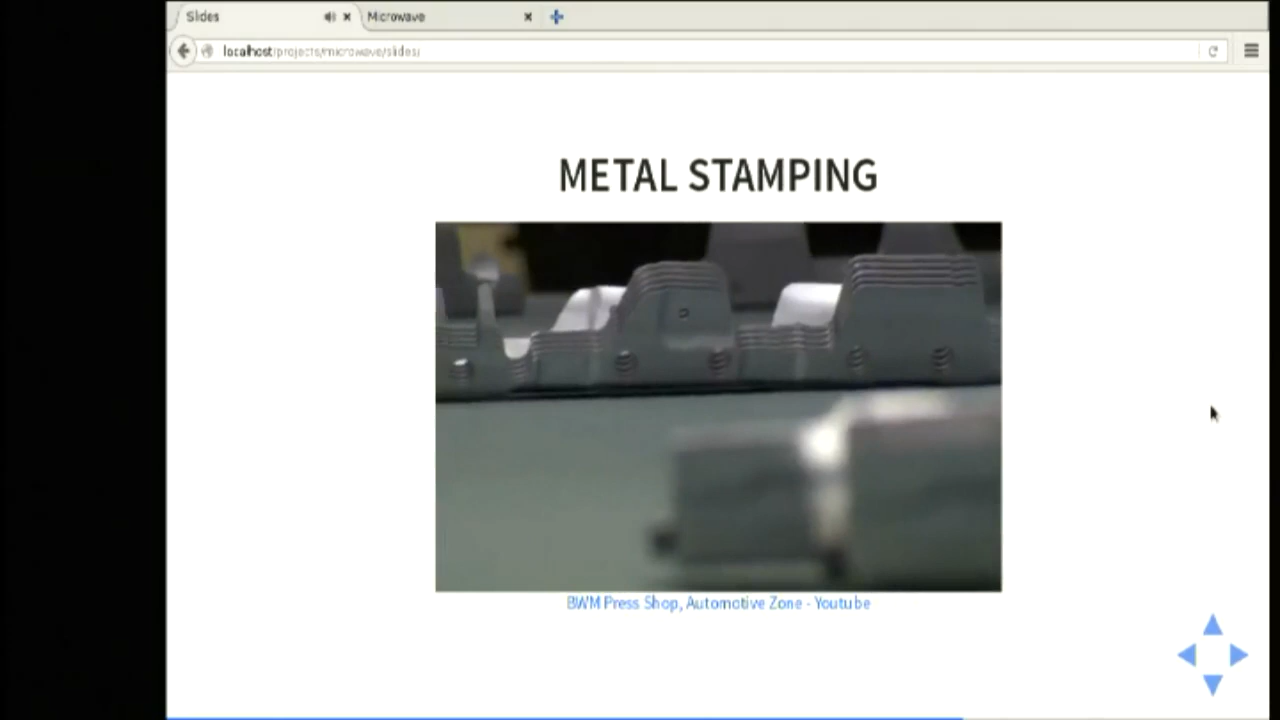 Slides
Microwave
localhost/projects/microwave/slides/
METAL STAMPING
BWM Press Shop, Automotive Zone - Youtube